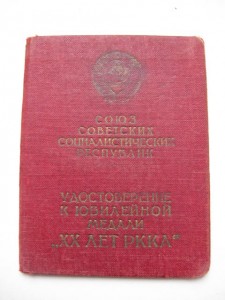 СОЮЗ
СОВЕТСКИХ
СОЦИАЛИСТИЧЕСКИХ
РЕСПУБЛИК
УДОСТОВЕРЕНИЕ
К ЮБИЛЕЙНОЙ
МЕДАЛИ
„XX ЛЕТ РККА"